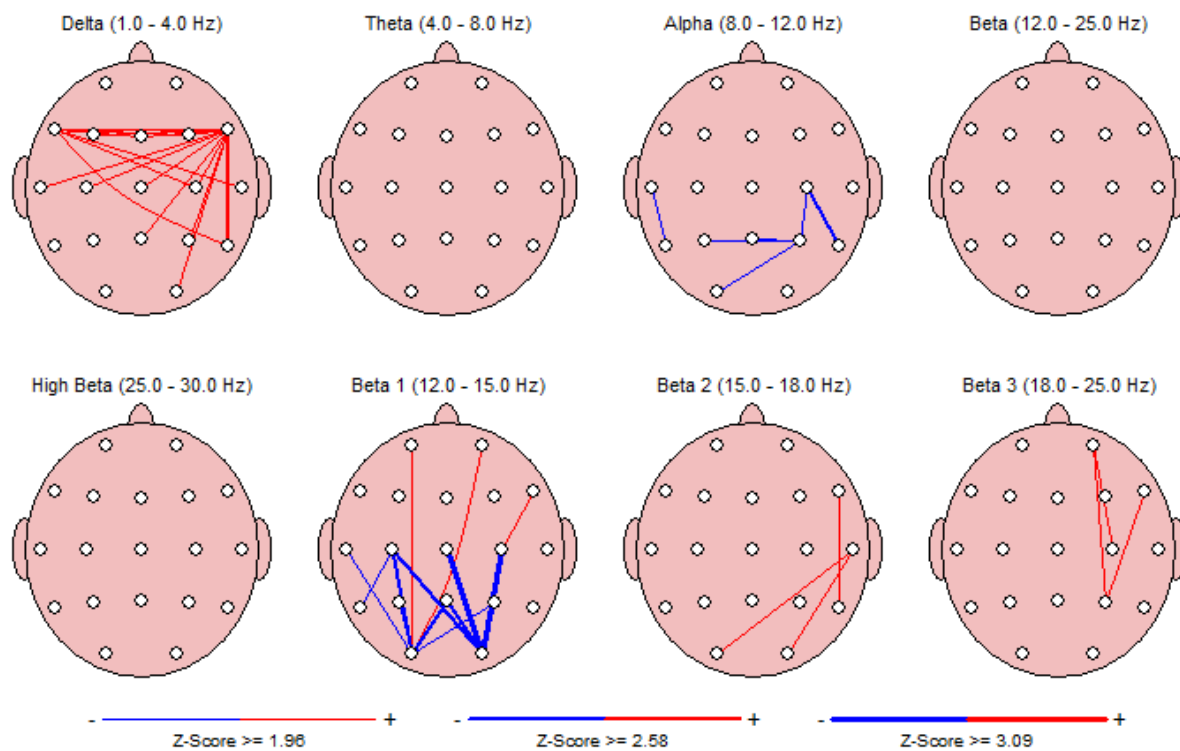 Delta (1.0 - 4.0 Hz)
Theta (4.0 - 8.0 Hz)
Alpha (8.0 - 12.0 Hz)
Beta (12.0 - 25.0 Hz)
High Beta (25.0 - 30.0 Hz)
Beta 1 (12.0 - 15.0 Hz)
Beta 2 (15.0 - 18.0 Hz)
Beta 3 (18.0 - 25.0 Hz)
- +
Z-Score >= 1.96
- +
Z-Score >= 2.58
- +
Z-Score >= 3.09